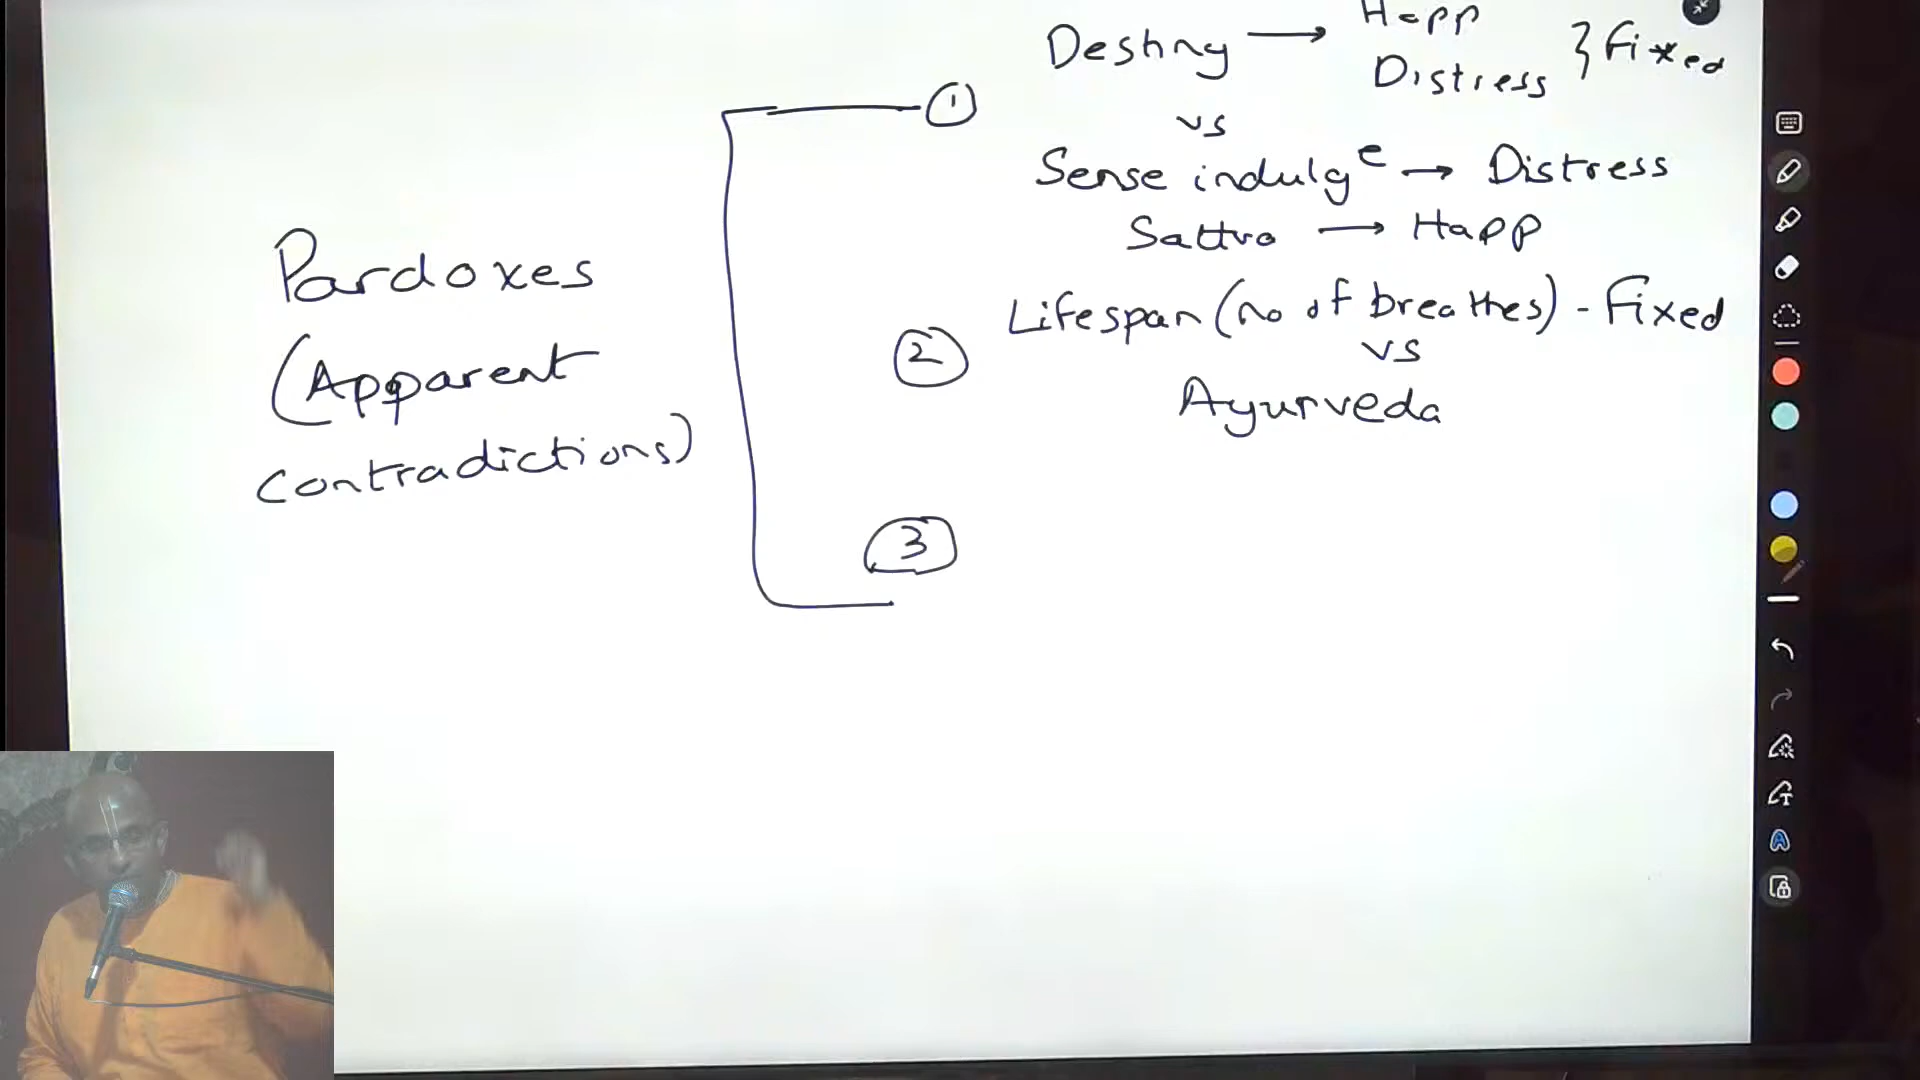 Pardoxes
(Apparent
contradictions)
①
Destiny → Happ
Distress } Fixed
vs
Sense indulge → Distress
Sattva → Happ
②
Lifespan (no of breathes) - Fixed
vs
Ayurveda
③